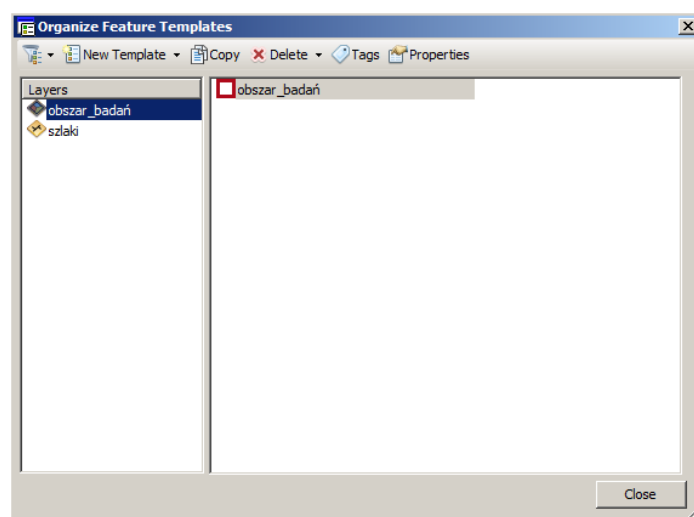 Organize Feature Templates
New Template Copy Delete Tags Properties
Layers
obszar_badań
szlaki
obszar_badań
Close